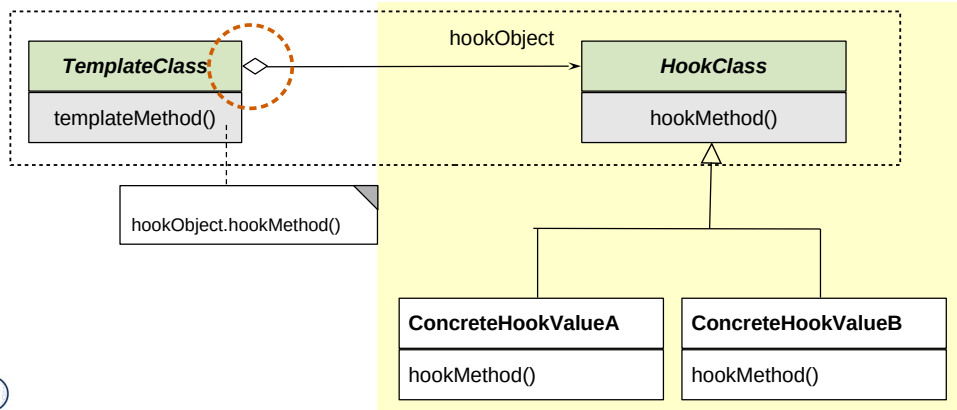 hookObject
TemplateClass
HookClass
templateMethod()
hookMethod()
hookObject.hookMethod()
ConcreteHookValueA
ConcreteHookValueB
hookMethod()
hookMethod()